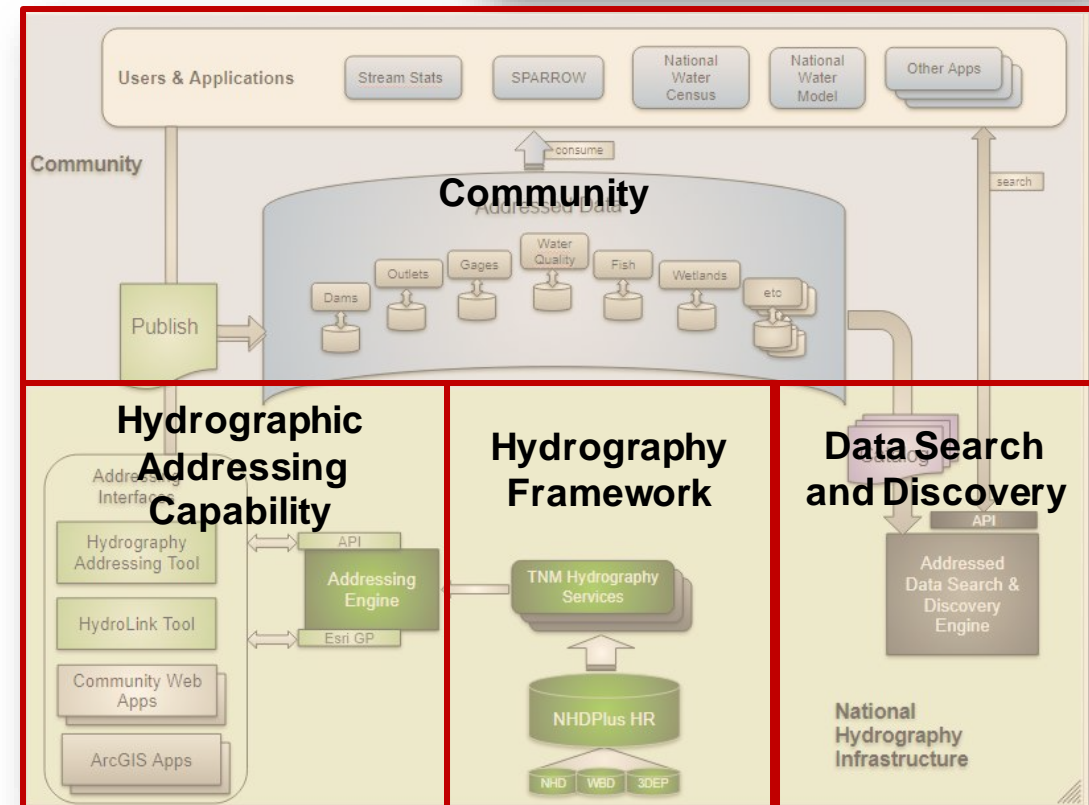 Users & Applications
Stream Stats
SPARROW
National
Water
Census
National
Water
Model
Other Apps
Community
consume
search
Community
Addressed Data
Dams
Outlets
Gages
Water
Quality
Fish
Wetlands
etc
Publish
Hydrographic
Addressing
Capability
Addressing
Interfaces
Hydrography
Addressing Tool
HydroLink Tool
Community Web
Apps
ArcGIS Apps
API
Addressing
Engine
Esri GP
Hydrography
Framework
TNM Hydrography
Services
NHDPlus HR
NHD
WBD
3DEP
Data Search
and Discovery
Catalog
API
Addressed
Data Search &
Discovery
Engine
National
Hydrography
Infrastructure